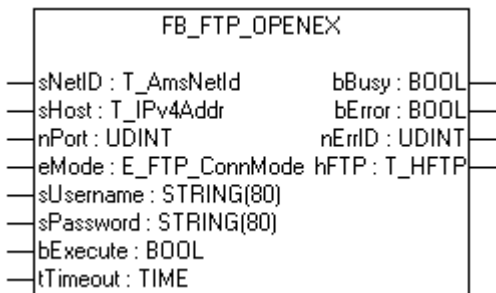 FB_FTP_OPENEX
sNetID : T_AmsNetId bBusy : BOOL
sHost : T_IPv4Addr bError : BOOL
nPort : UDINT nErrID : UDINT
eMode : E_FTP_ConnMode hFTP : T_HFTP
sUsername : STRING(80)
sPassword : STRING(80)
bExecute : BOOL
tTimeout : TIME